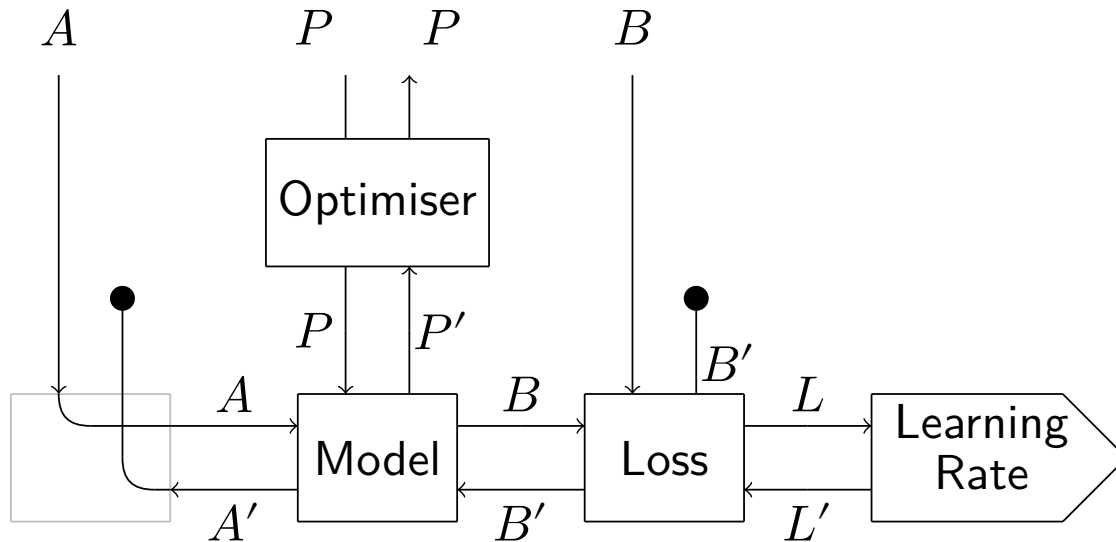 A P P B
Optimiser
P P′
B′
A B L
Model Loss Learning
Rate
A′ B′ L′